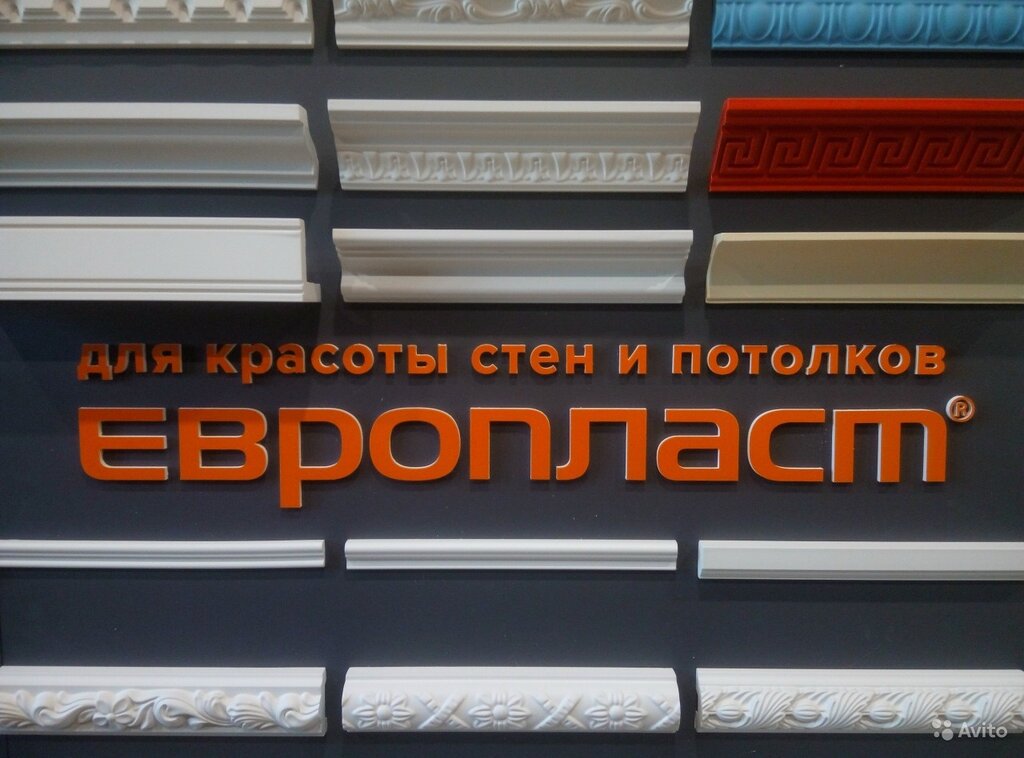 для красоты стен и потолков
Европласт®
Avito